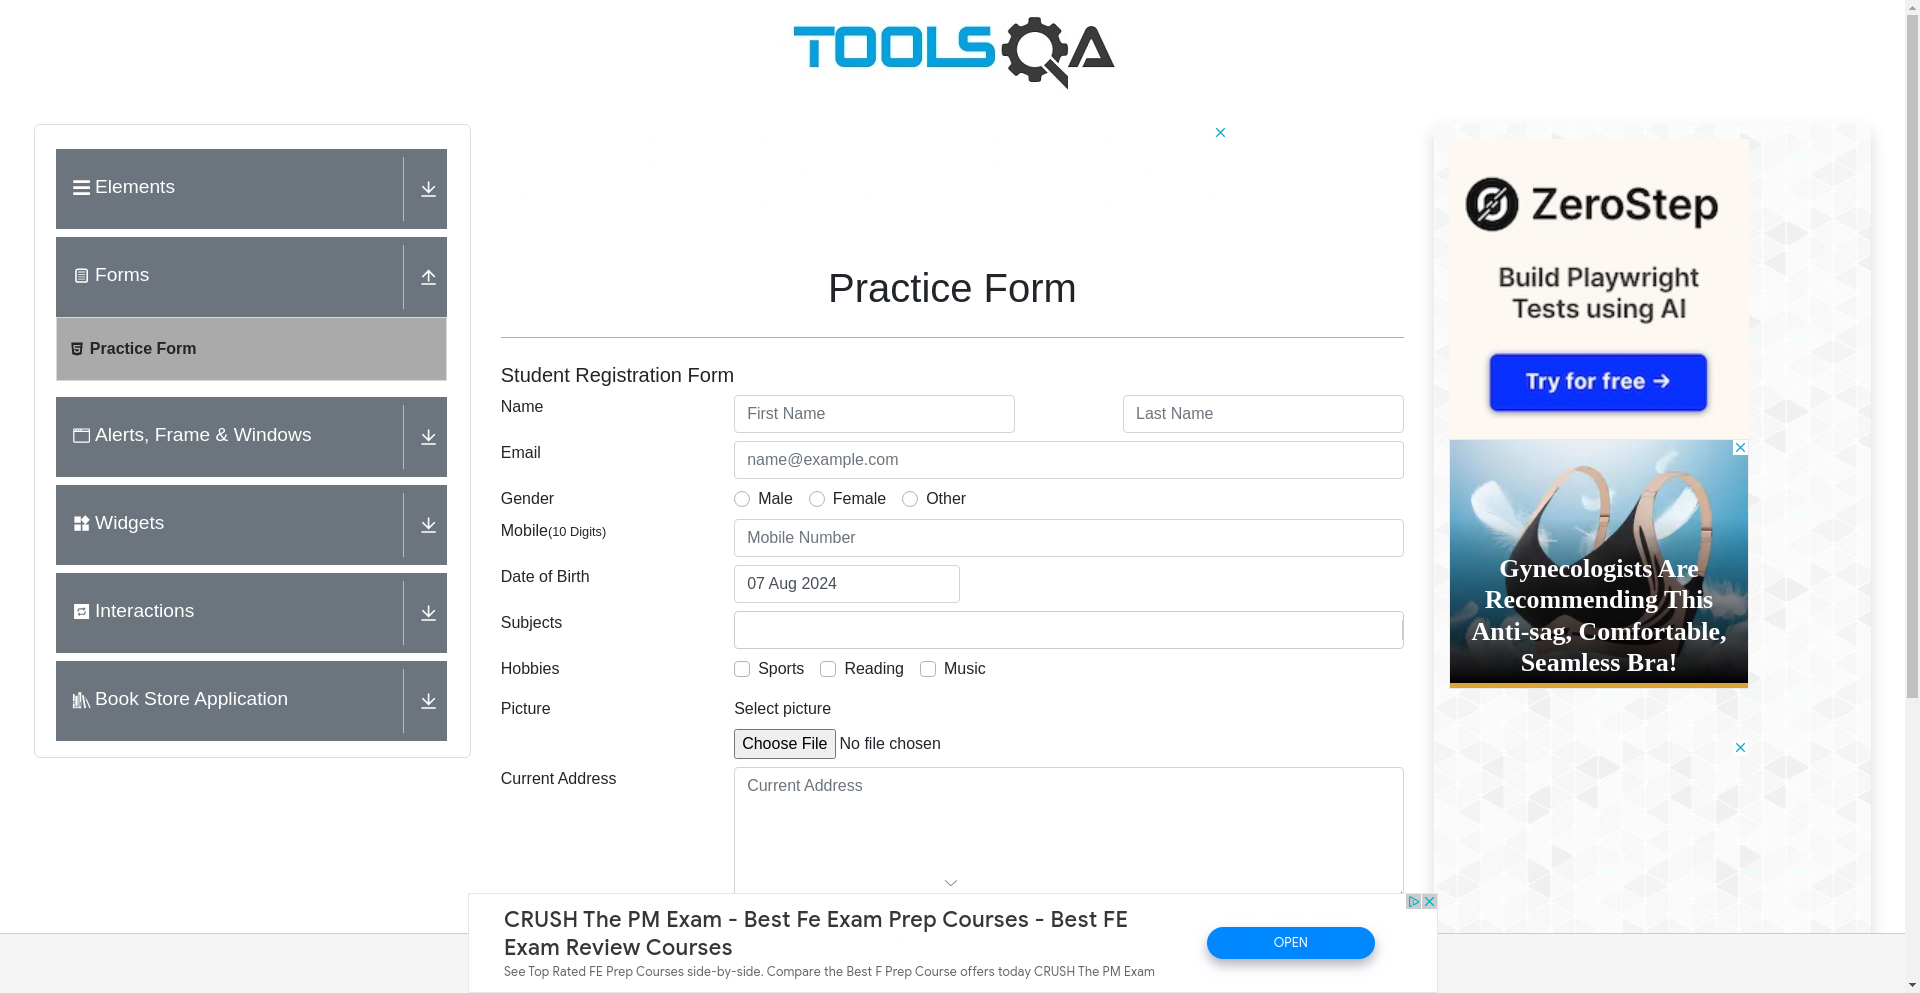 TOOLSQA
Elements
Forms
Practice Form
Alerts, Frame & Windows
Widgets
Interactions
Book Store Application
Practice Form
Student Registration Form
Name
First Name
Last Name
Email
name@example.com
Gender
Male
Female
Other
Mobile(10 Digits)
Mobile Number
Date of Birth
07 Aug 2024
Subjects
Hobbies
Sports
Reading
Music
Picture
Select picture
Choose File No file chosen
Current Address
Current Address
ZeroStep
Build Playwright
Tests using AI
Try for free →
Gynecologists Are
Recommending This
Anti-sag, Comfortable,
Seamless Bra!
CRUSH The PM Exam - Best Fe Exam Prep Courses - Best FE
Exam Review Courses
See Top Rated FE Prep Courses side-by-side. Compare the Best F Prep Course offers today CRUSH The PM Exam
OPEN